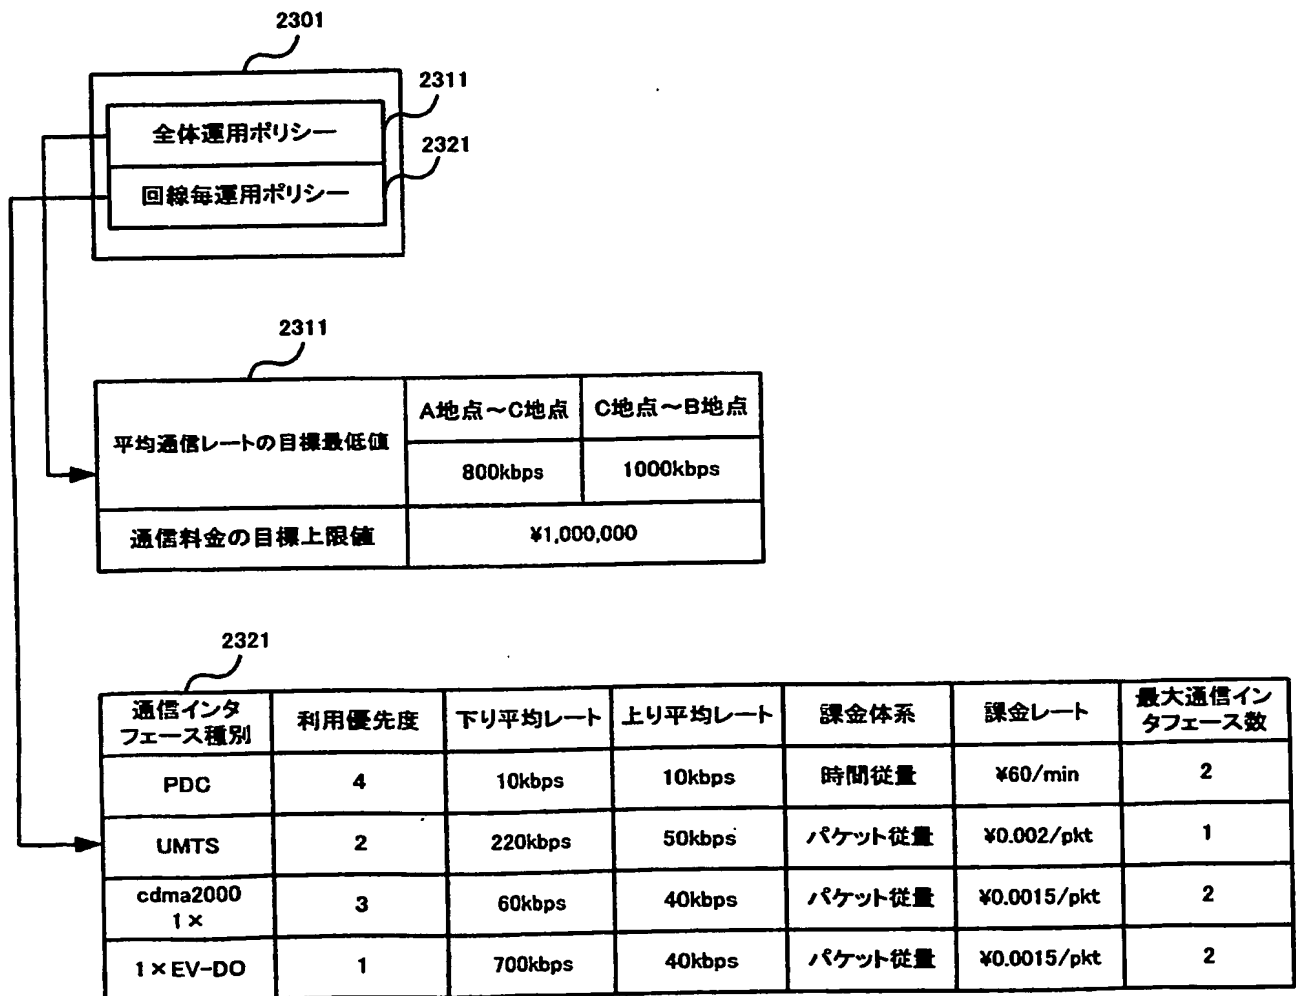 2301
2311
全体運用ポリシー
2321
回線毎運用ポリシー
2311
平均通信レートの目標最低値
A地点～C地点
C地点～B地点
800kbps
1000kbps
通信料金の目標上限値
¥1,000,000
2321
通信インタ
フェース種別
利用優先度
下り平均レート
上り平均レート
課金体系
課金レート
最大通信イン
タフェース数
PDC
4
10kbps
10kbps
時間従量
¥60/min
2
UMTS
2
220kbps
50kbps
パケット従量
¥0.002/pkt
1
cdma2000
1×
3
60kbps
40kbps
パケット従量
¥0.0015/pkt
2
1×EV-DO
1
700kbps
40kbps
パケット従量
¥0.0015/pkt
2